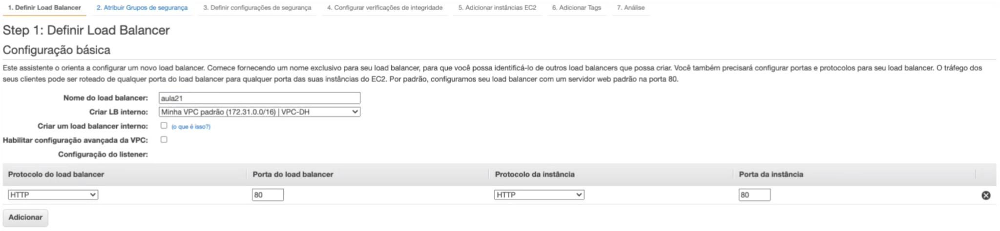 1. Definir Load Balancer 2. Atribuir Grupos de segurança 3. Definir configurações de segurança 4. Configurar verificações de integridade 5. Adicionar instâncias EC2 6. Adicionar Tags 7. Análise
Step 1: Definir Load Balancer
Configuração básica
Este assistente o orienta a configurar um novo load balancer. Comece fornecendo um nome exclusivo para seu load balancer, para que você possa identificá-lo de outros load balancers que possa criar. Você também precisará configurar portas e protocolos para seu load balancer. O tráfego dos
seus clientes pode ser roteado de qualquer porta do load balancer para qualquer porta das suas instâncias do EC2. Por padrão, configuramos seu load balancer com um servidor web padrão na porta 80.
Nome do load balancer: aula21
Criar LB interno: Minha VPC padrão (172.31.0.0/16) | VPC-DH
Criar um load balancer interno: (o que é isso?)
Habilitar configuração avançada da VPC:
Configuração do listener:
Protocolo do load balancer Porta do load balancer Protocolo da instância Porta da instância
HTTP 80 HTTP 80
Adicionar